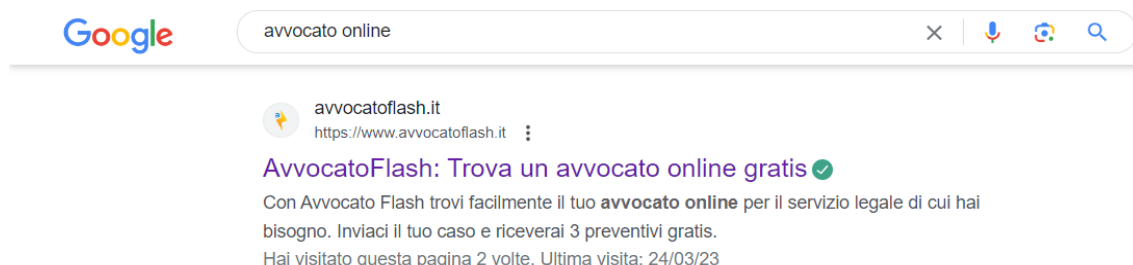 Google
avvocato online
avvocatoflash.it
https://www.avvocatoflash.it
AvvocatoFlash: Trova un avvocato online gratis
Con Avvocato Flash trovi facilmente il tuo avvocato online per il servizio legale di cui hai
bisogno. Inviaci il tuo caso e riceverai 3 preventivi gratis.
Hai visitato questa pagina 2 volte. Ultima visita: 24/03/23